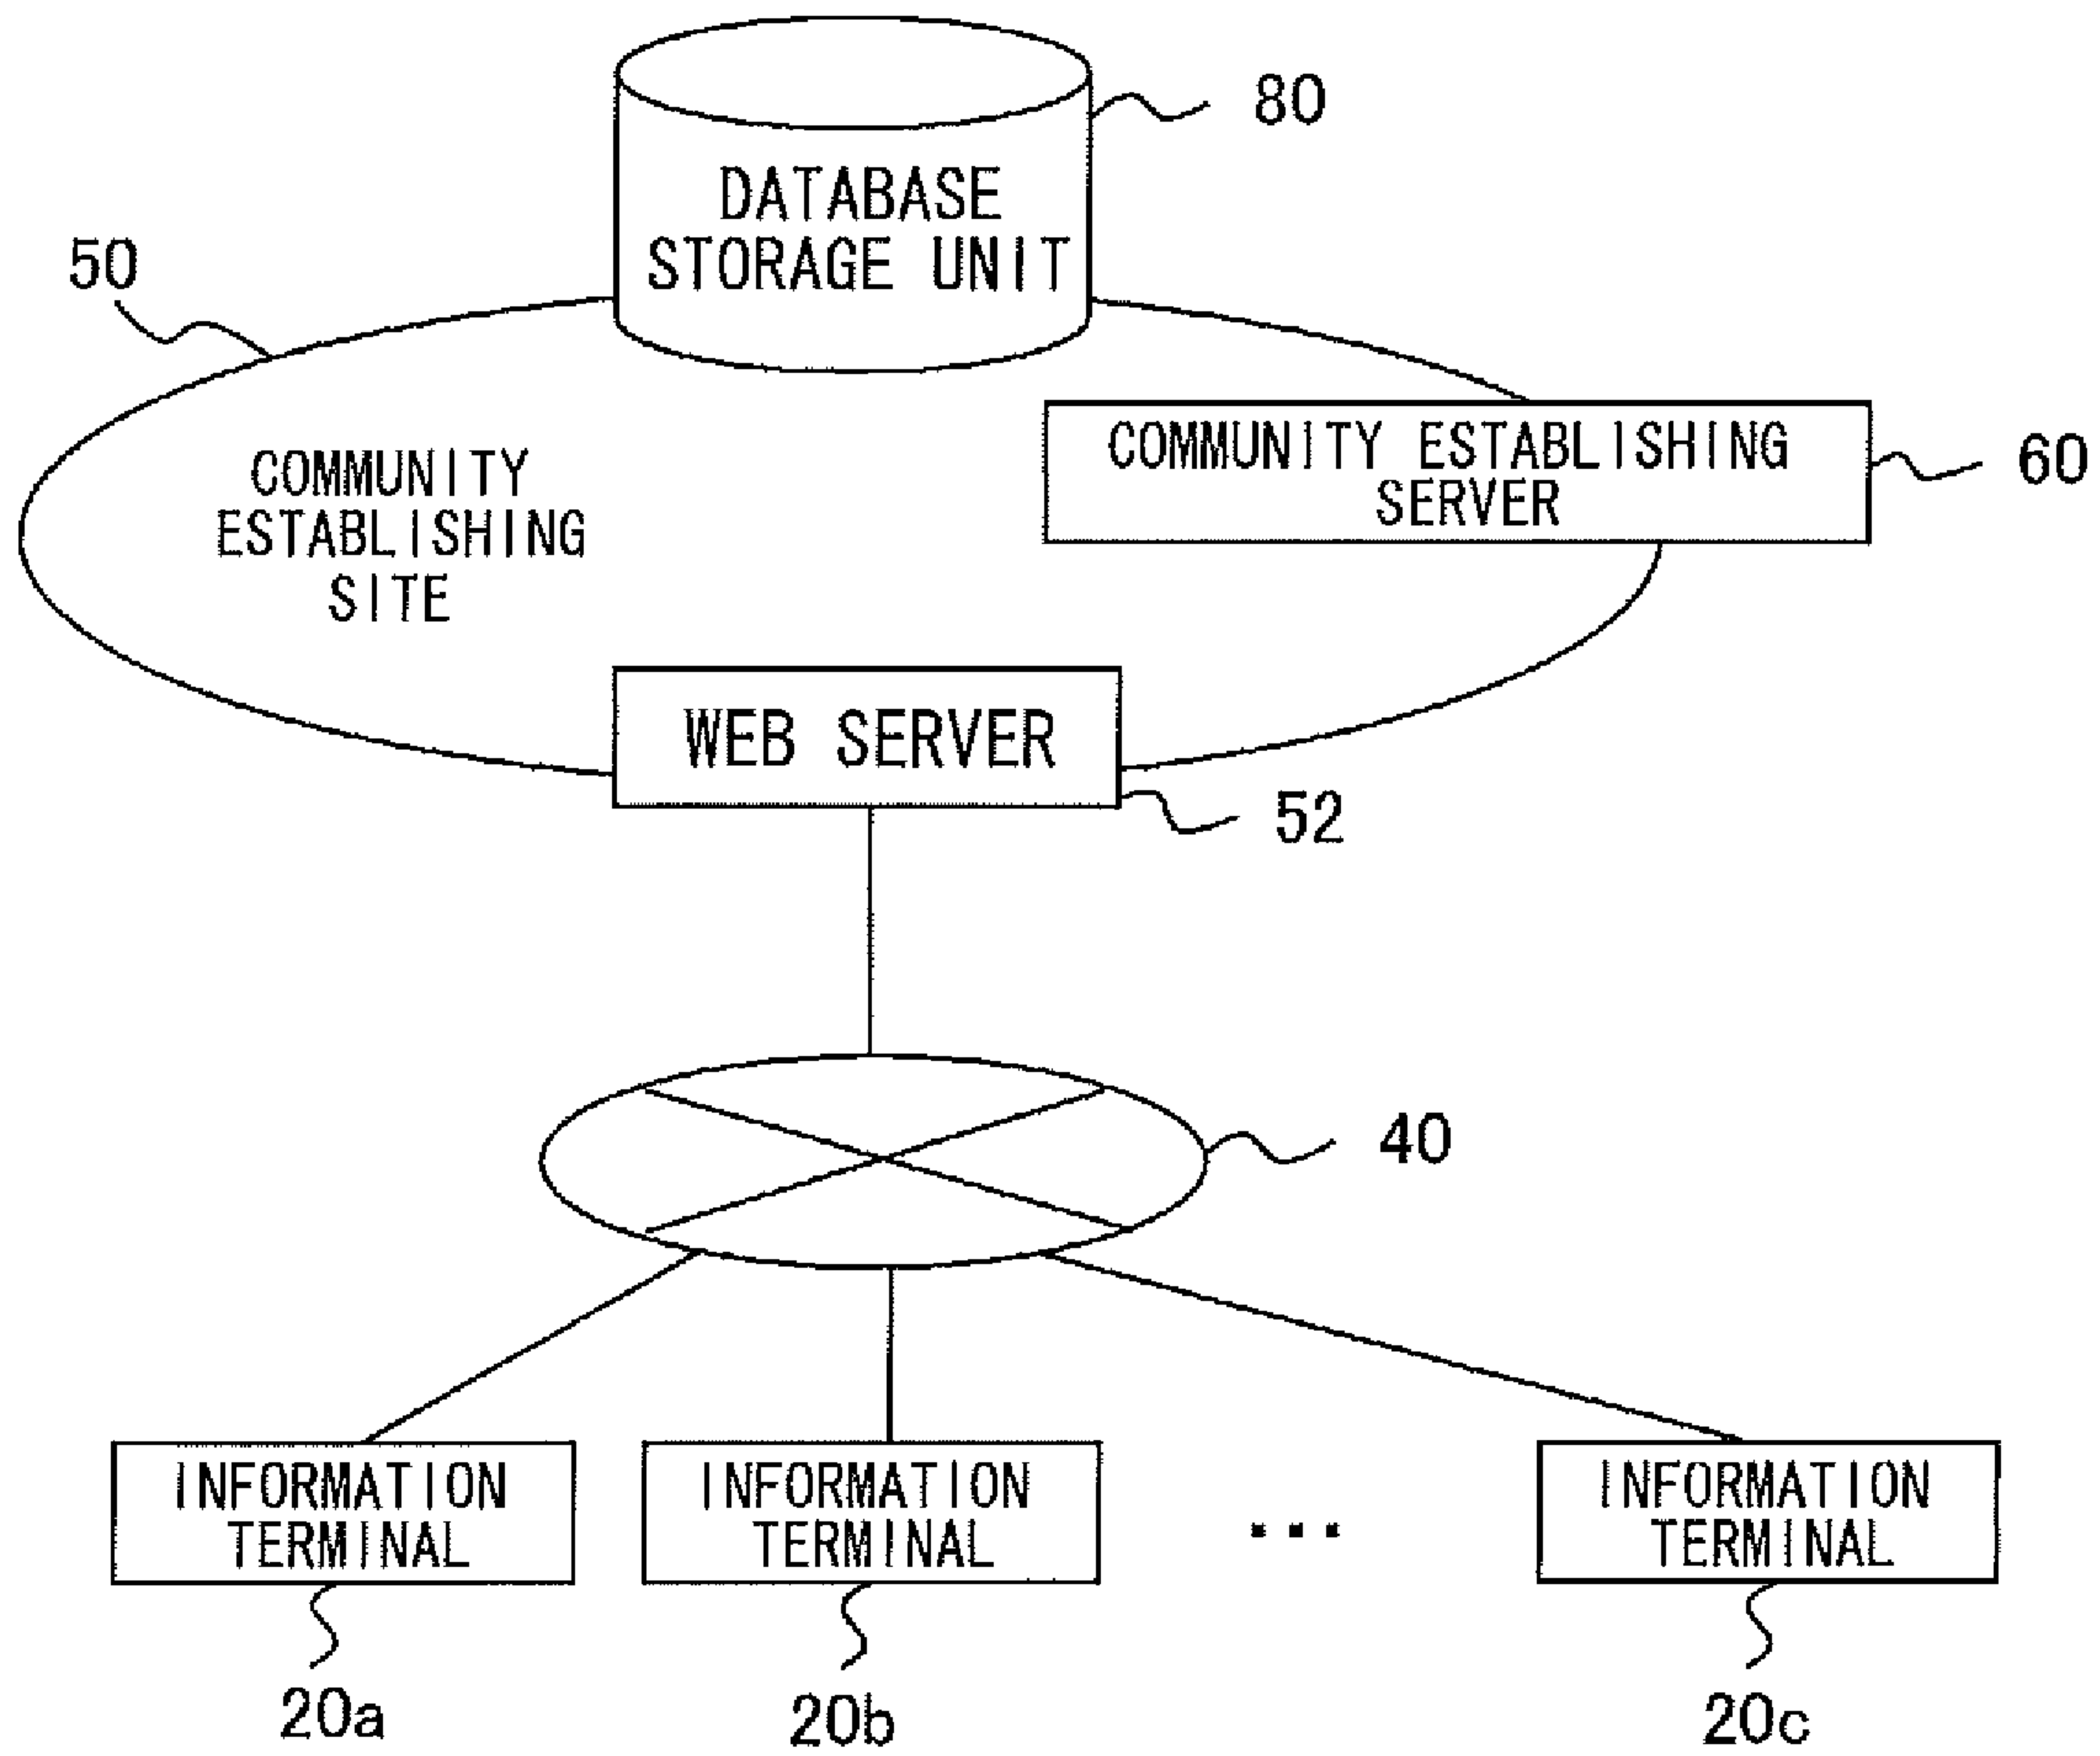 80
DATABASE
STORAGE UNIT
50
COMMUNITY ESTABLISHING
SERVER
60
COMMUNITY
ESTABLISHING
SITE
WEB SERVER
52
40
INFORMATION
TERMINAL
INFORMATION
TERMINAL
...
INFORMATION
TERMINAL
20a
20b
20c